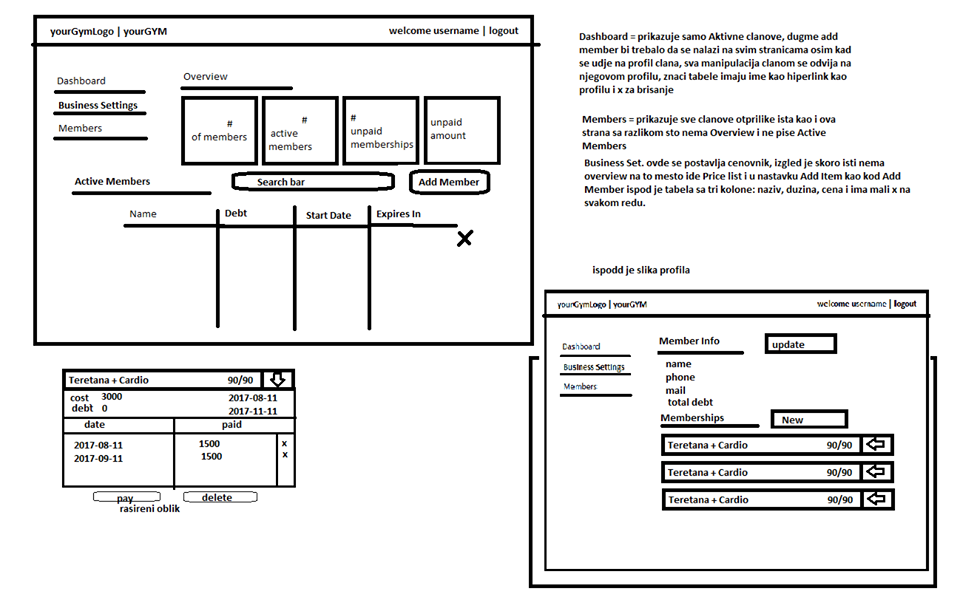 yourGymLogo | yourGYM
welcome username | logout
Dashboard
Business Settings
Members
Overview
#
of members
#
active
members
#
unpaid
memberships
unpaid
amount
Active Members
Search bar
Add Member
Name
Debt
Start Date
Expires In
X
Dashboard = prikazuje samo Aktivne clanove, dugme add
member bi trebalo da se nalazi na svim stranicama osim kad
se udje na profil clana, sva manipulacija clanom se odvija na
njegovom profilu, znaci tabele imaju ime kao hiperlink kao
profilu i x za brisanje
Members = prikazuje sve clanove otprilike ista kao i ova
strana sa razlikom sto nema Overview i ne pise Active
Members
Business Set. ovde se postavlja cenovnik, izgled je skoro isti nema
overview na to mesto ide Price list i u nastavku Add Item kao kod Add
Member ispod je tabela sa tri kolone: naziv, duzina, cena i ima mali x na
svakom redu.
ispodd je slika profila
yourGymLogo | yourGYM
welcome username | logout
Dashboard
Business Settings
Members
Member Info
update
name
phone
mail
total debt
Memberships
New
Teretana + Cardio 90/90
Teretana + Cardio 90/90
Teretana + Cardio 90/90
Teretana + Cardio 90/90
cost 3000 2017-08-11
debt 0 2017-11-11
date paid
2017-08-11 1500 x
2017-09-11 1500 x
pay delete
rasireni oblik